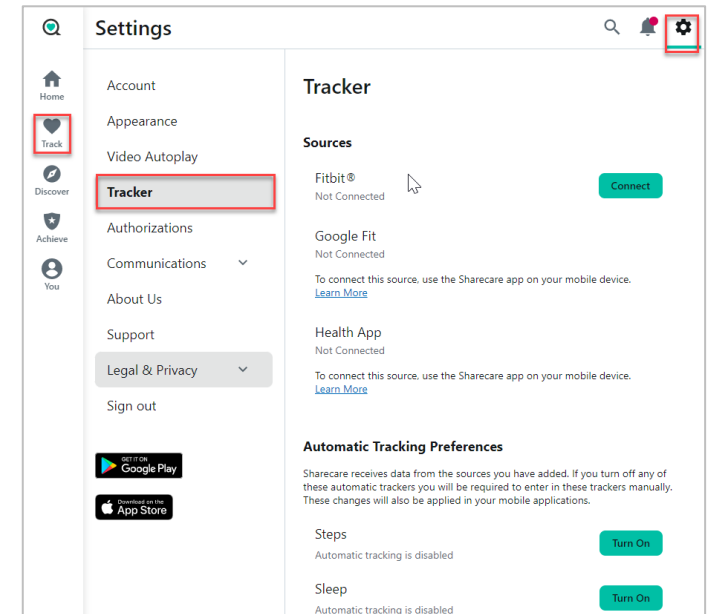 Settings
Home
Track
Discover
Achieve
You
Account
Appearance
Video Autoplay
Tracker
Authorizations
Communications
About Us
Support
Legal & Privacy
Sign out
GET IT ON
Google Play
Download on the
App Store
Tracker
Sources
Fitbit®
Not Connected
Connect
Google Fit
Not Connected
To connect this source, use the Sharecare app on your mobile device.
Learn More
Health App
Not Connected
To connect this source, use the Sharecare app on your mobile device.
Learn More
Automatic Tracking Preferences
Sharecare receives data from the sources you have added. If you turn off any of
these automatic trackers you will be required to enter in these trackers manually.
These changes will also be applied in your mobile applications.
Steps
Automatic tracking is disabled
Turn On
Sleep
Automatic tracking is disabled
Turn On